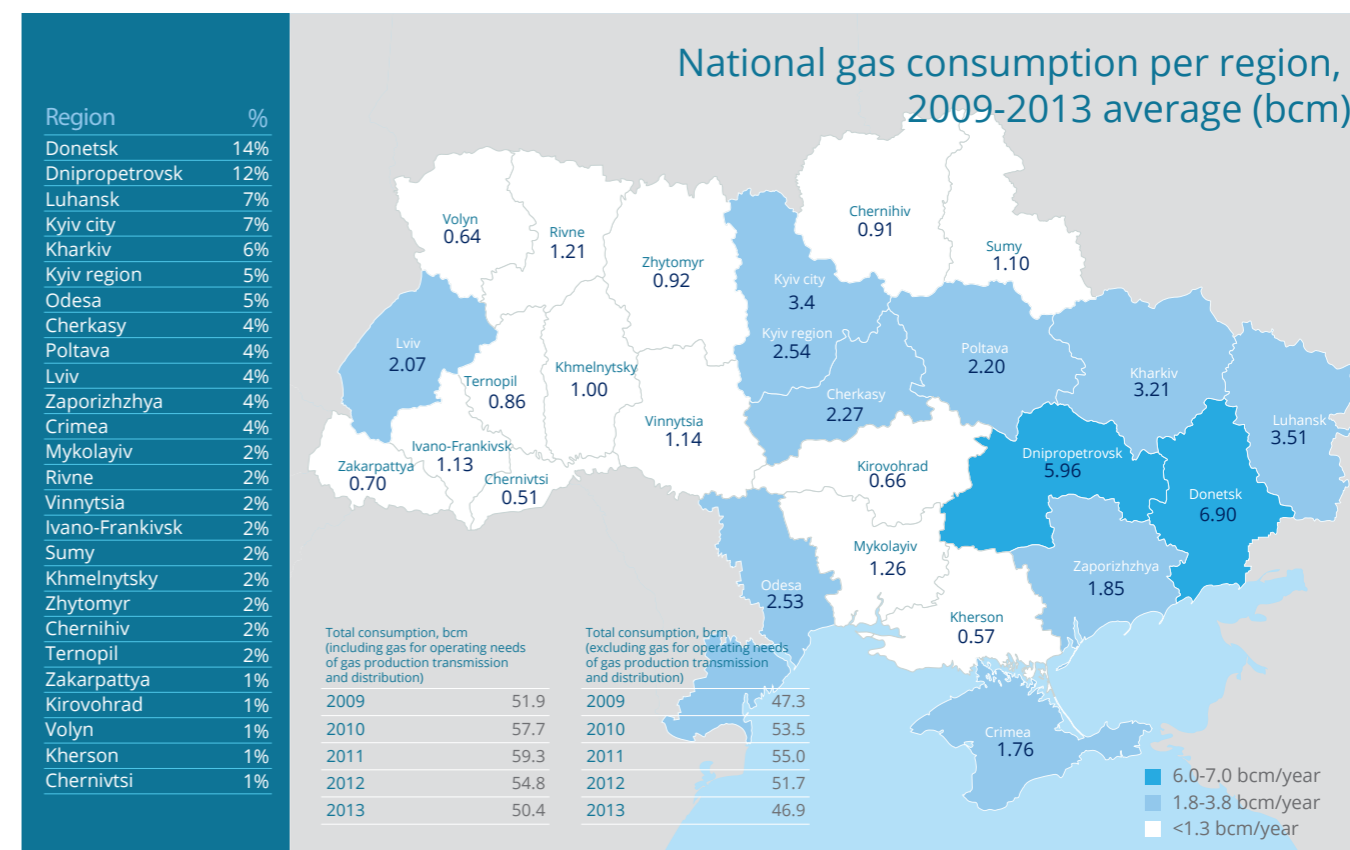 National gas consumption per region,
2009-2013 average (bcm)
Region %
Donetsk 14%
Dnipropetrovsk 12%
Luhansk 7%
Kyiv city 7%
Kharkiv 6%
Kyiv region 5%
Odesa 5%
Cherkasy 4%
Poltava 4%
Lviv 4%
Zaporizhzhya 4%
Crimea 4%
Mykolayiv 2%
Rivne 2%
Vinnytsia 2%
Ivano-Frankivsk 2%
Sumy 2%
Khmelnytsky 2%
Zhytomyr 2%
Chernihiv 2%
Ternopil 2%
Zakarpattya 1%
Kirovohrad 1%
Volyn 1%
Kherson 1%
Chernivtsi 1%
Volyn
0.64
Rivne
1.21
Zhytomyr
0.92
Chernihiv
0.91
Sumy
1.10
Kyiv city
3.4
Kyiv region
2.54
Lviv
2.07
Ternopil
0.86
Khmelnytsky
1.00
Vinnytsia
1.14
Cherkasy
2.27
Poltava
2.20
Kharkiv
3.21
Luhansk
3.51
Zakarpattya
0.70
Ivano-Frankivsk
1.13
Chernivtsi
0.51
Kirovohrad
0.66
Dnipropetrovsk
5.96
Donetsk
6.90
Mykolayiv
1.26
Zaporizhzhya
1.85
Odesa
2.53
Kherson
0.57
Crimea
1.76
Total consumption, bcm
(including gas for operating needs
of gas production transmission
and distribution)
2009 51.9
2010 57.7
2011 59.3
2012 54.8
2013 50.4
Total consumption, bcm
(excluding gas for operating needs
of gas production transmission
and distribution)
2009 47.3
2010 53.5
2011 55.0
2012 51.7
2013 46.9
6.0-7.0 bcm/year
1.8-3.8 bcm/year
<1.3 bcm/year